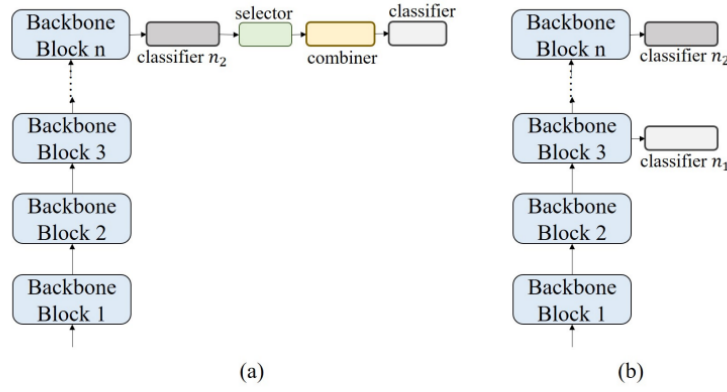 Backbone
Block n
classifier n₂
selector
combiner
classifier
Backbone
Block 3
Backbone
Block 2
Backbone
Block 1
(a)
Backbone
Block n
classifier n₂
Backbone
Block 3
classifier n₁
Backbone
Block 2
Backbone
Block 1
(b)